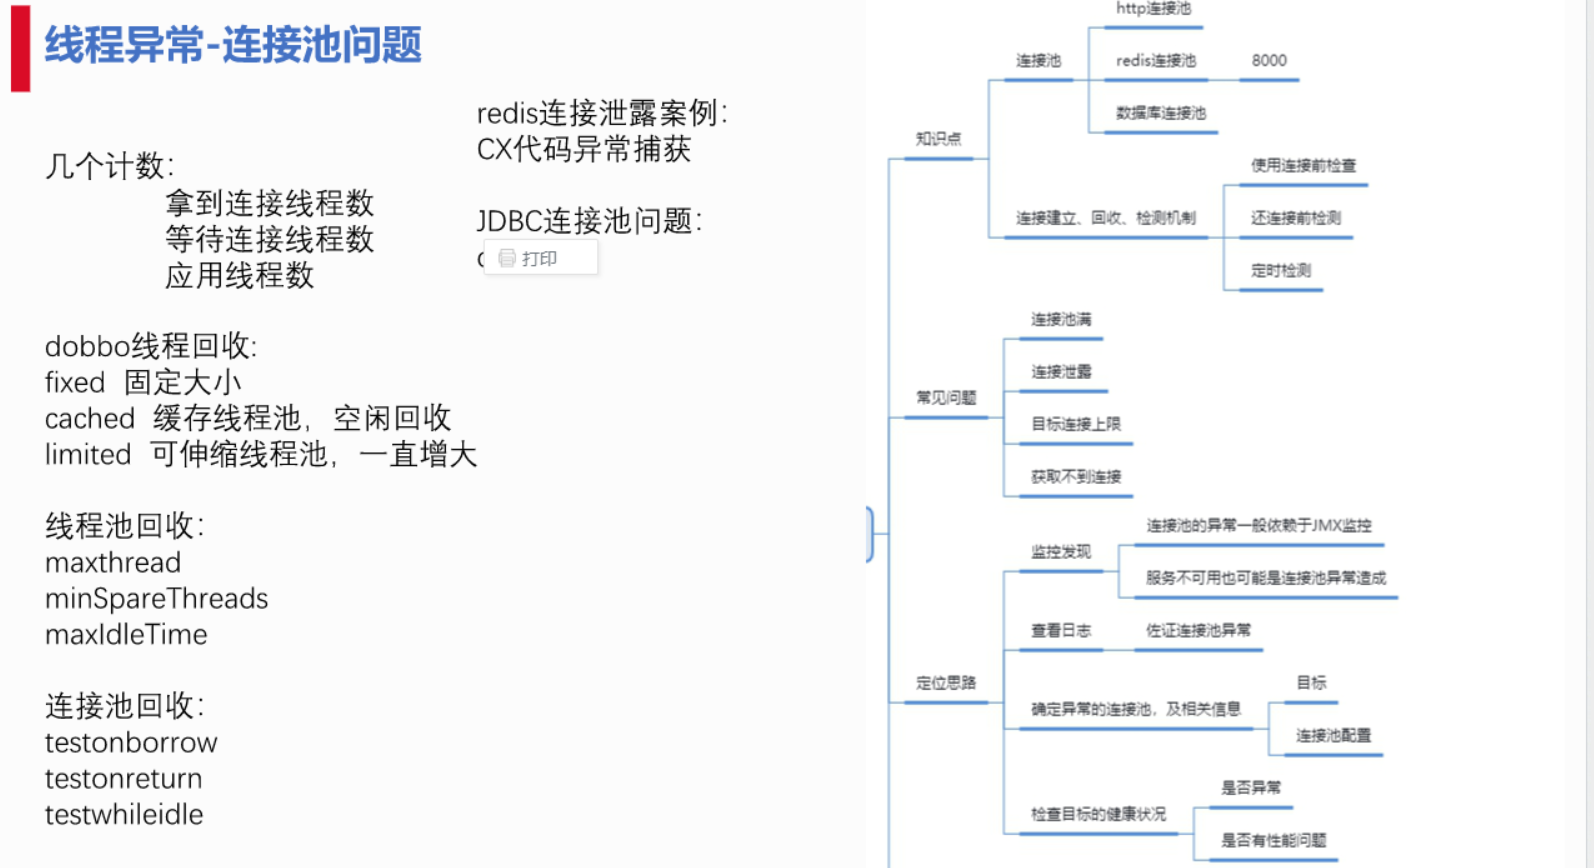 线程异常-连接池问题
几个计数：
拿到连接线程数
等待连接线程数
应用线程数
dobbo线程回收:
fixed 固定大小
cached 缓存线程池，空闲回收
limited 可伸缩线程池，一直增大
线程池回收：
maxthread
minSpareThreads
maxIdleTime
连接池回收：
testonborrow
testonreturn
testwhileidle
redis连接泄露案例：
CX代码异常捕获
JDBC连接池问题：
打印
知识点
连接池
http连接池
redis连接池
8000
数据库连接池
连接建立、回收、检测机制
使用连接前检查
还连接前检测
定时检测
常见问题
连接池满
连接泄露
目标连接上限
获取不到连接
定位思路
监控发现
连接池的异常一般依赖于JMX监控
服务不可用也可能是连接池异常造成
查看日志
佐证连接池异常
确定异常的连接池，及相关信息
目标
连接池配置
检查目标的健康状况
是否异常
是否有性能问题